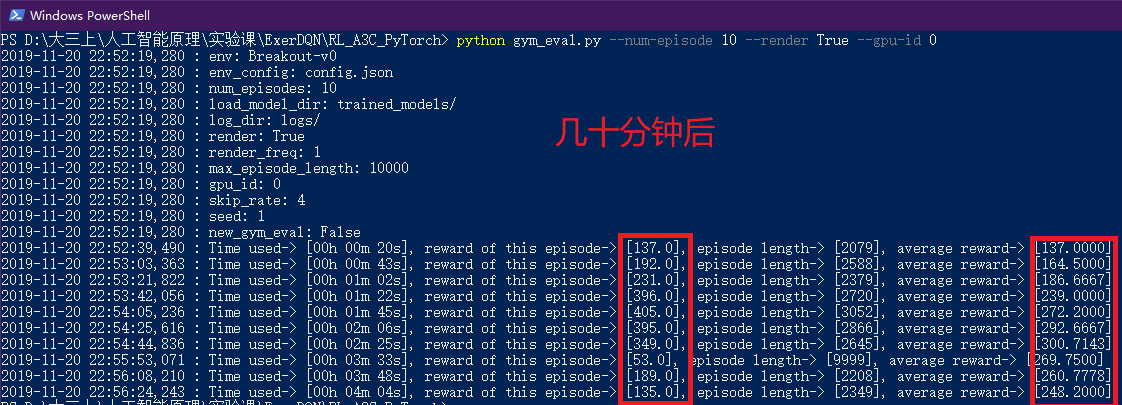 Windows PowerShell
PS D:\大三上\人工智能原理\实验课\ExerDQN\RL_A3C_PyTorch> python gym_eval.py --num-episode 10 --render True --gpu-id 0
2019-11-20 22:52:19,280 : env: Breakout-v0
2019-11-20 22:52:19,280 : env_config: config.json
2019-11-20 22:52:19,280 : num_episodes: 10
2019-11-20 22:52:19,280 : load_model_dir: trained_models/
2019-11-20 22:52:19,280 : log_dir: logs/
2019-11-20 22:52:19,280 : render: True
2019-11-20 22:52:19,280 : render_freq: 1
2019-11-20 22:52:19,280 : max_episode_length: 10000
2019-11-20 22:52:19,280 : gpu_id: 0
2019-11-20 22:52:19,280 : skip_rate: 4
2019-11-20 22:52:19,280 : seed: 1
2019-11-20 22:52:19,280 : new_gym_eval: False
几十分钟后
2019-11-20 22:52:39,490 : Time used-> [00h 00m 20s], reward of this episode-> [137.0], episode length-> [2079], average reward-> [137.0000]
2019-11-20 22:53:03,363 : Time used-> [00h 00m 43s], reward of this episode-> [192.0], episode length-> [2588], average reward-> [164.5000]
2019-11-20 22:53:21,822 : Time used-> [00h 01m 02s], reward of this episode-> [231.0], episode length-> [2379], average reward-> [186.6667]
2019-11-20 22:53:42,056 : Time used-> [00h 01m 22s], reward of this episode-> [396.0], episode length-> [2720], average reward-> [239.0000]
2019-11-20 22:54:05,236 : Time used-> [00h 01m 45s], reward of this episode-> [405.0], episode length-> [3052], average reward-> [272.2000]
2019-11-20 22:54:25,616 : Time used-> [00h 02m 06s], reward of this episode-> [395.0], episode length-> [2866], average reward-> [292.6667]
2019-11-20 22:54:44,836 : Time used-> [00h 02m 25s], reward of this episode-> [349.0], episode length-> [2645], average reward-> [300.7143]
2019-11-20 22:55:53,071 : Time used-> [00h 03m 33s], reward of this episode-> [53.0], episode length-> [9999], average reward-> [269.7500]
2019-11-20 22:56:08,210 : Time used-> [00h 03m 48s], reward of this episode-> [189.0], episode length-> [2208], average reward-> [260.7778]
2019-11-20 22:56:24,243 : Time used-> [00h 04m 04s], reward of this episode-> [135.0], episode length-> [2349], average reward-> [248.2000]